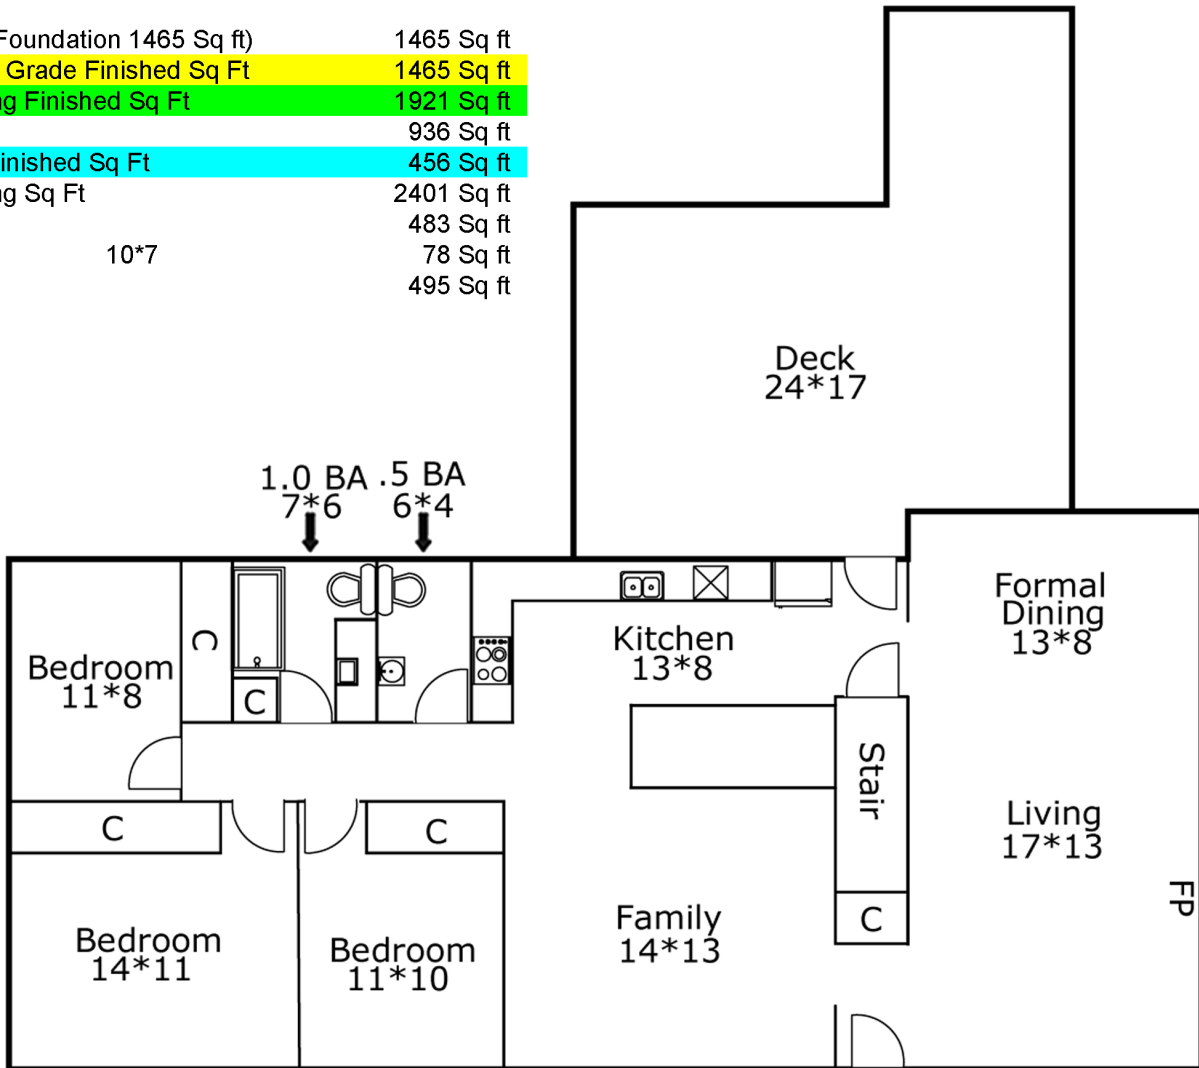 Foundation 1465 Sq ft) 1465 Sq ft
Grade Finished Sq Ft 1465 Sq ft
g Finished Sq Ft 1921 Sq ft
936 Sq ft
inished Sq Ft 456 Sq ft
g Sq Ft 2401 Sq ft
483 Sq ft
10*7 78 Sq ft
495 Sq ft
Deck
24*17
1.0 BA
7*6
.5 BA
6*4
Bedroom
11*8
C
C
Kitchen
13*8
Formal
Dining
13*8
Stair
C
C
C
Living
17*13
FP
Bedroom
14*11
Bedroom
11*10
Family
14*13